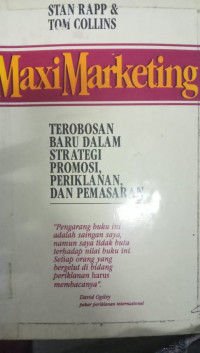 STAN RAPP &
TOM COLLINS
MaxiMarketing
TEROBOSAN
BARU DALAM
STRATEGI
PROMOSI,
PERIKLANAN,
DAN PEMASARAN
"Pengarang buku ini
adalah saingan saya,
namun saya tidak buta
terhadap nilai buku ini.
Setiap orang yang
bergelut di bidang
periklanan harus
membacanya".
David Ogilvy
pakar periklanan internasional